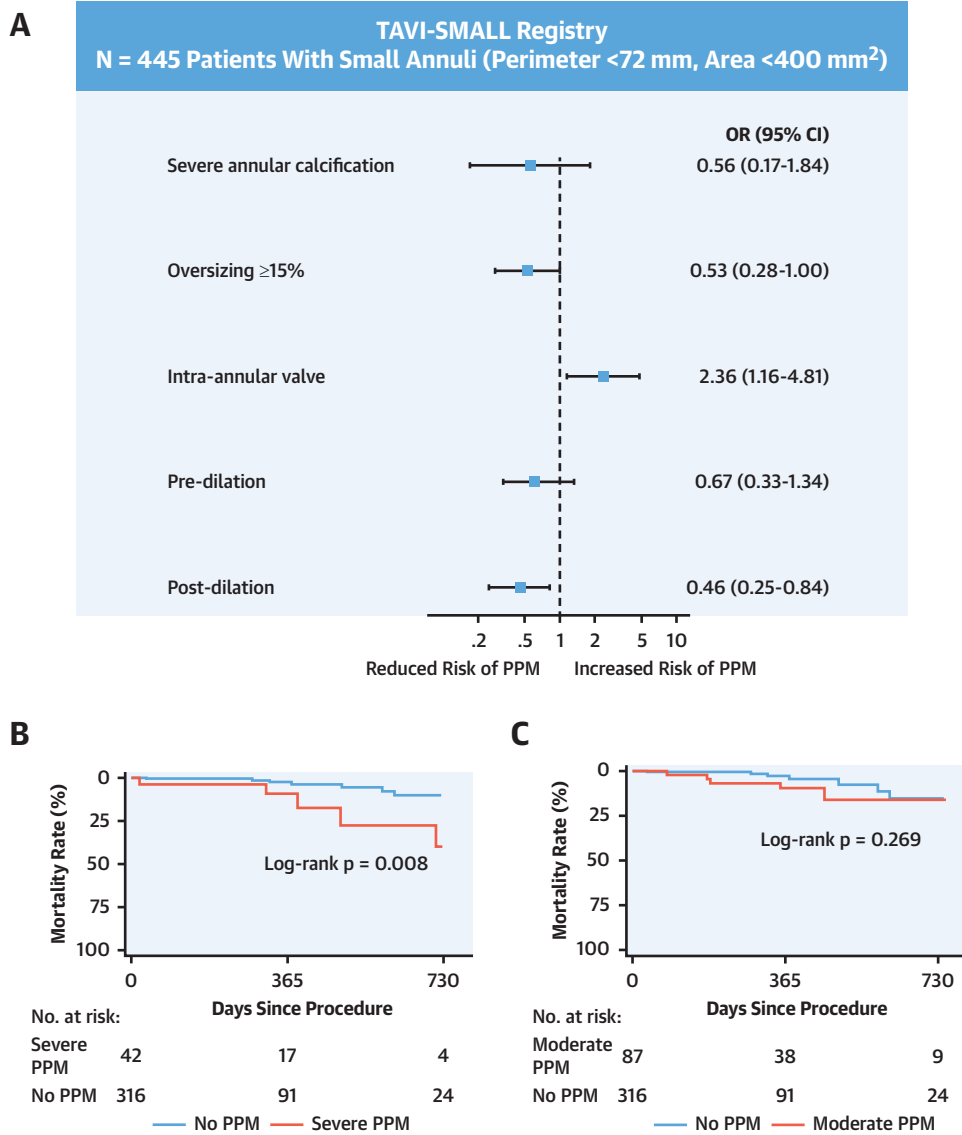 A
TAVI-SMALL Registry
N = 445 Patients With Small Annuli (Perimeter <72 mm, Area <400 mm²)
OR (95% CI)
Severe annular calcification 0.56 (0.17-1.84)
Oversizing ≥15% 0.53 (0.28-1.00)
Intra-annular valve 2.36 (1.16-4.81)
Pre-dilation 0.67 (0.33-1.34)
Post-dilation 0.46 (0.25-0.84)
.2 .5 1 2 5 10
Reduced Risk of PPM Increased Risk of PPM
B
Mortality Rate (%)
0
25
50
75
100
Log-rank p = 0.008
0 365 730
Days Since Procedure
No. at risk:
Severe
PPM 42 17 4
No PPM 316 91 24
No PPM Severe PPM
C
Mortality Rate (%)
0
25
50
75
100
Log-rank p = 0.269
0 365 730
Days Since Procedure
No. at risk:
Moderate
PPM 87 38 9
No PPM 316 91 24
No PPM Moderate PPM